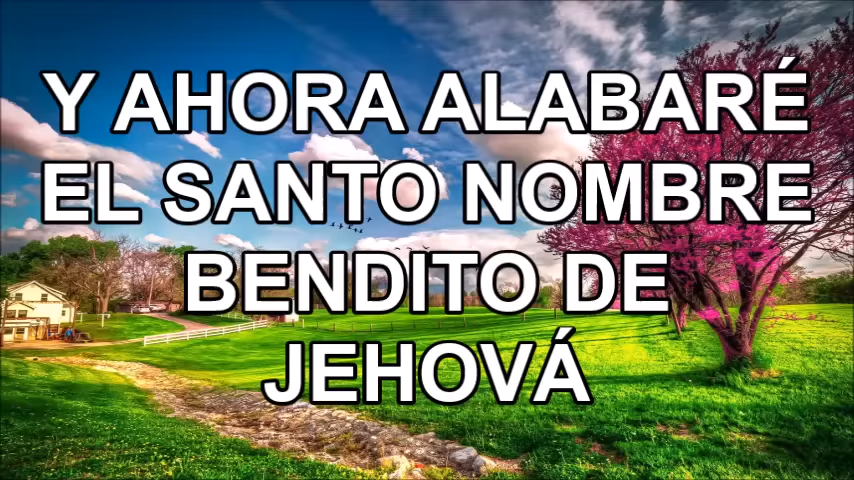 Y AHORA ALABARÉ
EL SANTO NOMBRE
BENDITO DE
JEHOVÁ